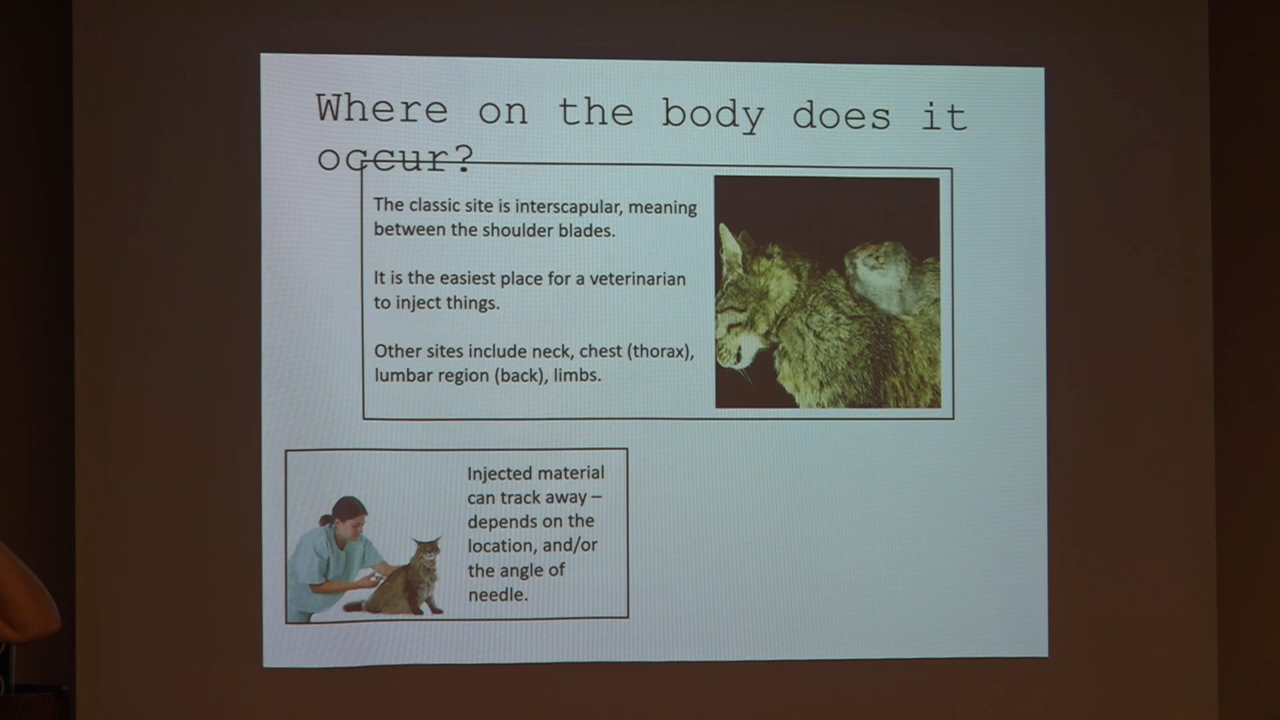 Where on the body does it
occur?
The classic site is interscapular, meaning
between the shoulder blades.
It is the easiest place for a veterinarian
to inject things.
Other sites include neck, chest (thorax),
lumbar region (back), limbs.
Injected material
can track away –
depends on the
location, and/or
the angle of
needle.